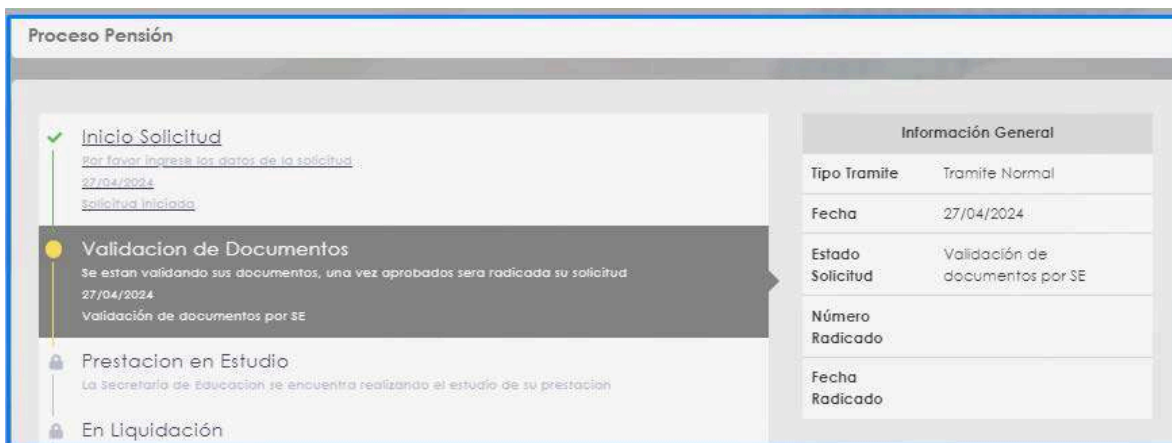 Proceso Pensión
Inicio Solicitud
Por favor ingrese los datos de la solicitud
27/04/2024
Solicitud iniciada
Validacion de Documentos
Se estan validando sus documentos, una vez aprobados sera radicada su solicitud
27/04/2024
Validación de documentos por SE
Prestacion en Estudio
La Secretaria de Educacion se encuentra realizando el estudio de su prestacion
En Liquidación
Información General
Tipo Tramite Tramite Normal
Fecha 27/04/2024
Estado Validación de
Solicitud documentos por SE
Número
Radicado
Fecha
Radicado